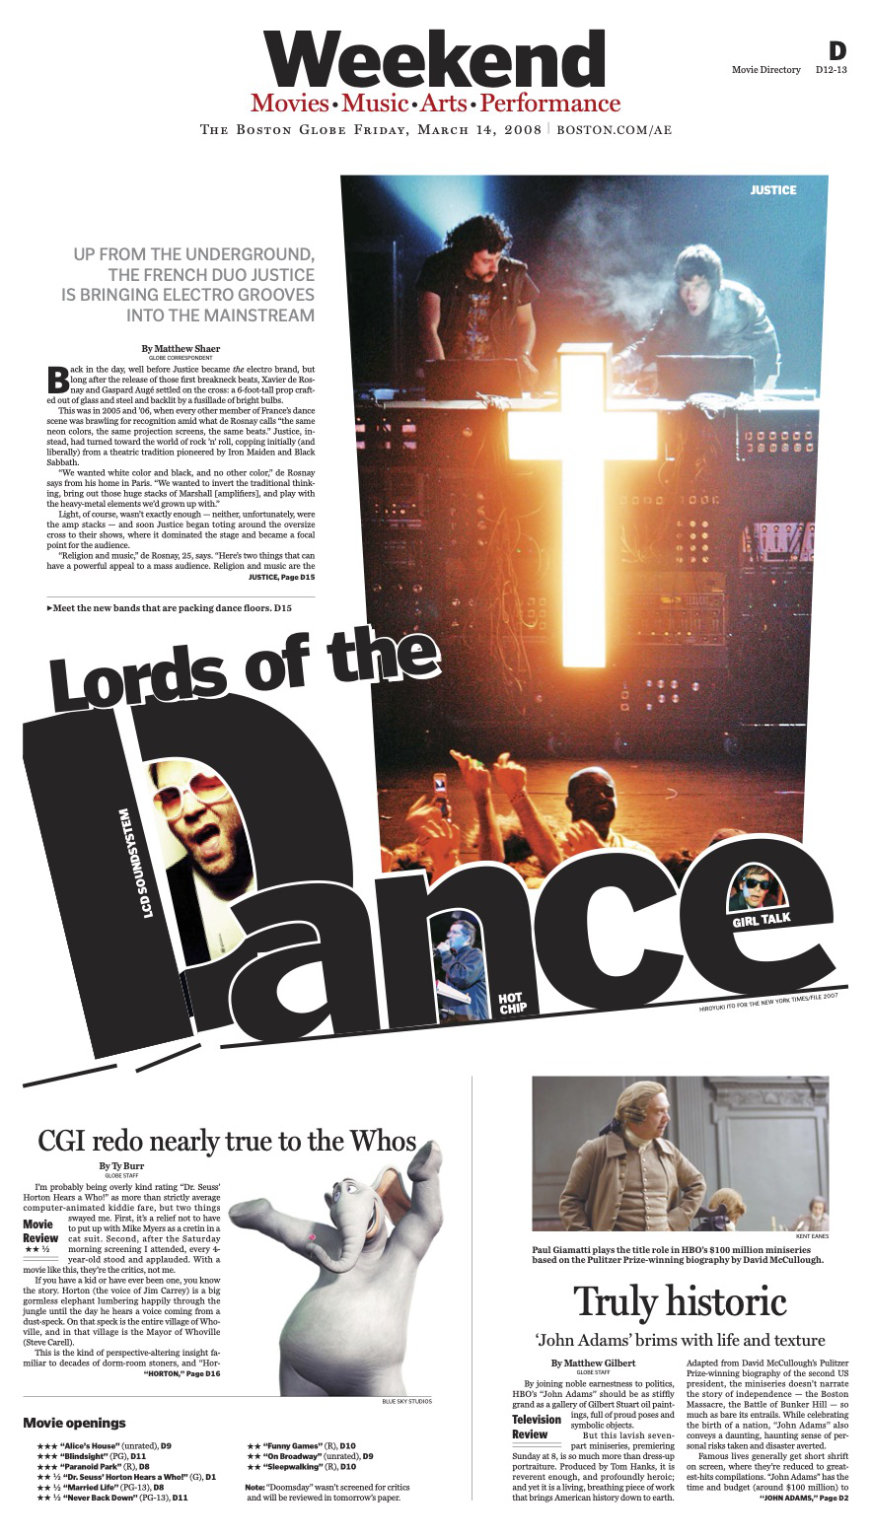 Weekend
Movies • Music • Arts • Performance
THE BOSTON GLOBE FRIDAY, MARCH 14, 2008 | BOSTON.COM/AE
D
Movie Directory D12-13
JUSTICE
UP FROM THE UNDERGROUND,
THE FRENCH DUO JUSTICE
IS BRINGING ELECTRO GROOVES
INTO THE MAINSTREAM
By Matthew Shaer
GLOBE CORRESPONDENT
Back in the day, well before Justice became the electro brand, but
long after the release of those first breakneck beats, Xavier de Ros-
nay and Gaspard Augé settled on the cross: a 6-foot-tall prop craft-
ed out of glass and steel and backlit by a fusillade of bright bulbs.
This was in 2005 and '06, when every other member of France's dance
scene was brawling for recognition amid what de Rosnay calls "the same
neon colors, the same projection screens, the same beats." Justice, in-
stead, had turned toward the world of rock 'n' roll, copping initially (and
liberally) from a theatric tradition pioneered by Iron Maiden and Black
Sabbath.
"We wanted white color and black, and no other color," de Rosnay
says from his home in Paris. "We wanted to invert the traditional think-
ing, bring out those huge stacks of Marshall [amplifiers], and play with
the heavy-metal elements we'd grown up with."
Light, of course, wasn't exactly enough — neither, unfortunately, were
the amp stacks — and soon Justice began toting around the oversize
cross to their shows, where it dominated the stage and became a focal
point for the audience.
"Religion and music," de Rosnay, 25, says. "Here's two things that can
have a powerful appeal to a mass audience. Religion and music are the
JUSTICE, Page D15
▸Meet the new bands that are packing dance floors. D15
Lords of the
Dance
LCD SOUNDSYSTEM
HOT
CHIP
GIRL TALK
HIROYUKI ITO FOR THE NEW YORK TIMES/FILE 2007
CGI redo nearly true to the Whos
By Ty Burr
GLOBE STAFF
I'm probably being overly kind rating "Dr. Seuss'
Horton Hears a Who!" as more than strictly average
computer-animated kiddie fare, but two things
swayed me. First, it's a relief not to have
to put up with Mike Myers as a cretin in a
cat suit. Second, after the Saturday
morning screening I attended, every 4-
year-old stood and applauded. With a
movie like this, they're the critics, not me.
Movie
Review
★★ ½
If you have a kid or have ever been one, you know
the story. Horton (the voice of Jim Carrey) is a big
gormless elephant lumbering happily through the
jungle until the day he hears a voice coming from a
dust-speck. On that speck is the entire village of Who-
ville, and in that village is the Mayor of Whoville
(Steve Carell).
This is the kind of perspective-altering insight fa-
miliar to decades of dorm-room stoners, and "Hor-
"HORTON," Page D16
BLUE SKY STUDIOS
Movie openings
★★★ "Alice's House" (unrated), D9
★★★ "Blindsight" (PG), D11
★★★ "Paranoid Park" (R), D8
★★ ½ "Dr. Seuss' Horton Hears a Who!" (G), D1
★★ ½ "Married Life" (PG-13), D8
★★ ½ "Never Back Down" (PG-13), D11
★★ "Funny Games" (R), D10
★★ "On Broadway" (unrated), D9
★★ "Sleepwalking" (R), D10
Note: "Doomsday" wasn't screened for critics
and will be reviewed in tomorrow's paper.
KENT EANES
Paul Giamatti plays the title role in HBO's $100 million miniseries
based on the Pulitzer Prize-winning biography by David McCullough.
Truly historic
'John Adams' brims with life and texture
By Matthew Gilbert
GLOBE STAFF
By joining noble earnestness to politics,
HBO's "John Adams" should be as stiffly
grand as a gallery of Gilbert Stuart oil paint-
ings, full of proud poses and
symbolic objects.
Television
Review
But this lavish seven-
part miniseries, premiering
Sunday at 8, is so much more than dress-up
portraiture. Produced by Tom Hanks, it is
reverent enough, and profoundly heroic;
and yet it is a living, breathing piece of work
that brings American history down to earth.
Adapted from David McCullough's Pulitzer
Prize-winning biography of the second US
president, the miniseries doesn't narrate
the story of independence — the Boston
Massacre, the Battle of Bunker Hill — so
much as bare its entrails. While celebrating
the birth of a nation, "John Adams" also
conveys a daunting, haunting sense of per-
sonal risks taken and disaster averted.
Famous lives generally get short shrift
on screen, where they're reduced to great-
est-hits compilations. "John Adams" has the
time and budget (around $100 million) to
"JOHN ADAMS," Page D2